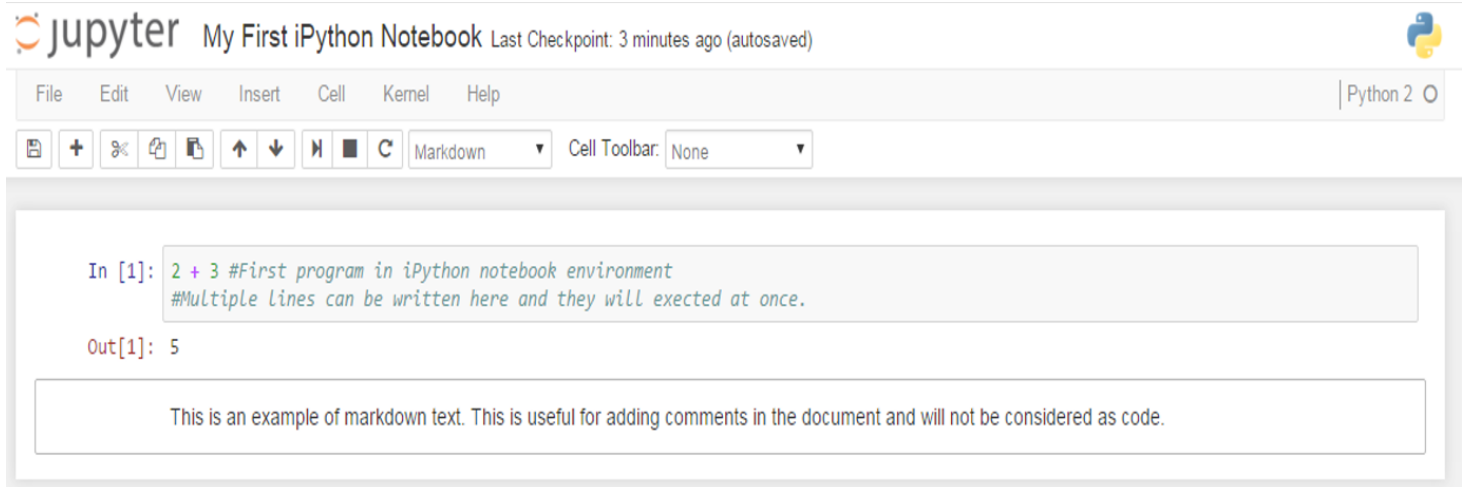 jupyter My First iPython Notebook Last Checkpoint: 3 minutes ago (autosaved)
File Edit View Insert Cell Kernel Help Python 2
Markdown Cell Toolbar: None
In [1]: 2 + 3 #First program in iPython notebook environment
#Multiple lines can be written here and they will exected at once.
Out[1]: 5
This is an example of markdown text. This is useful for adding comments in the document and will not be considered as code.